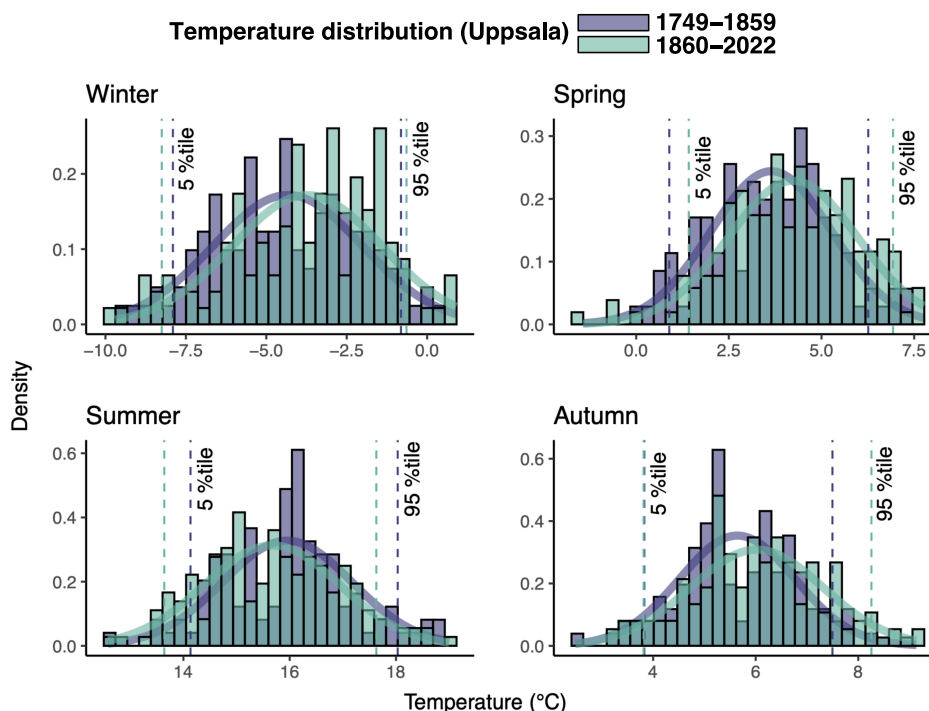 Temperature distribution (Uppsala)
1749–1859
1860–2022
Winter
5 %tile
95 %tile
0.2
0.1
0.0
−10.0 −7.5 −5.0 −2.5 0.0
Spring
5 %tile
95 %tile
0.3
0.2
0.1
0.0
0.0 2.5 5.0 7.5
Density
Summer
5 %tile
95 %tile
0.6
0.4
0.2
0.0
14 16 18
Autumn
5 %tile
95 %tile
0.6
0.4
0.2
0.0
4 6 8
Temperature (°C)